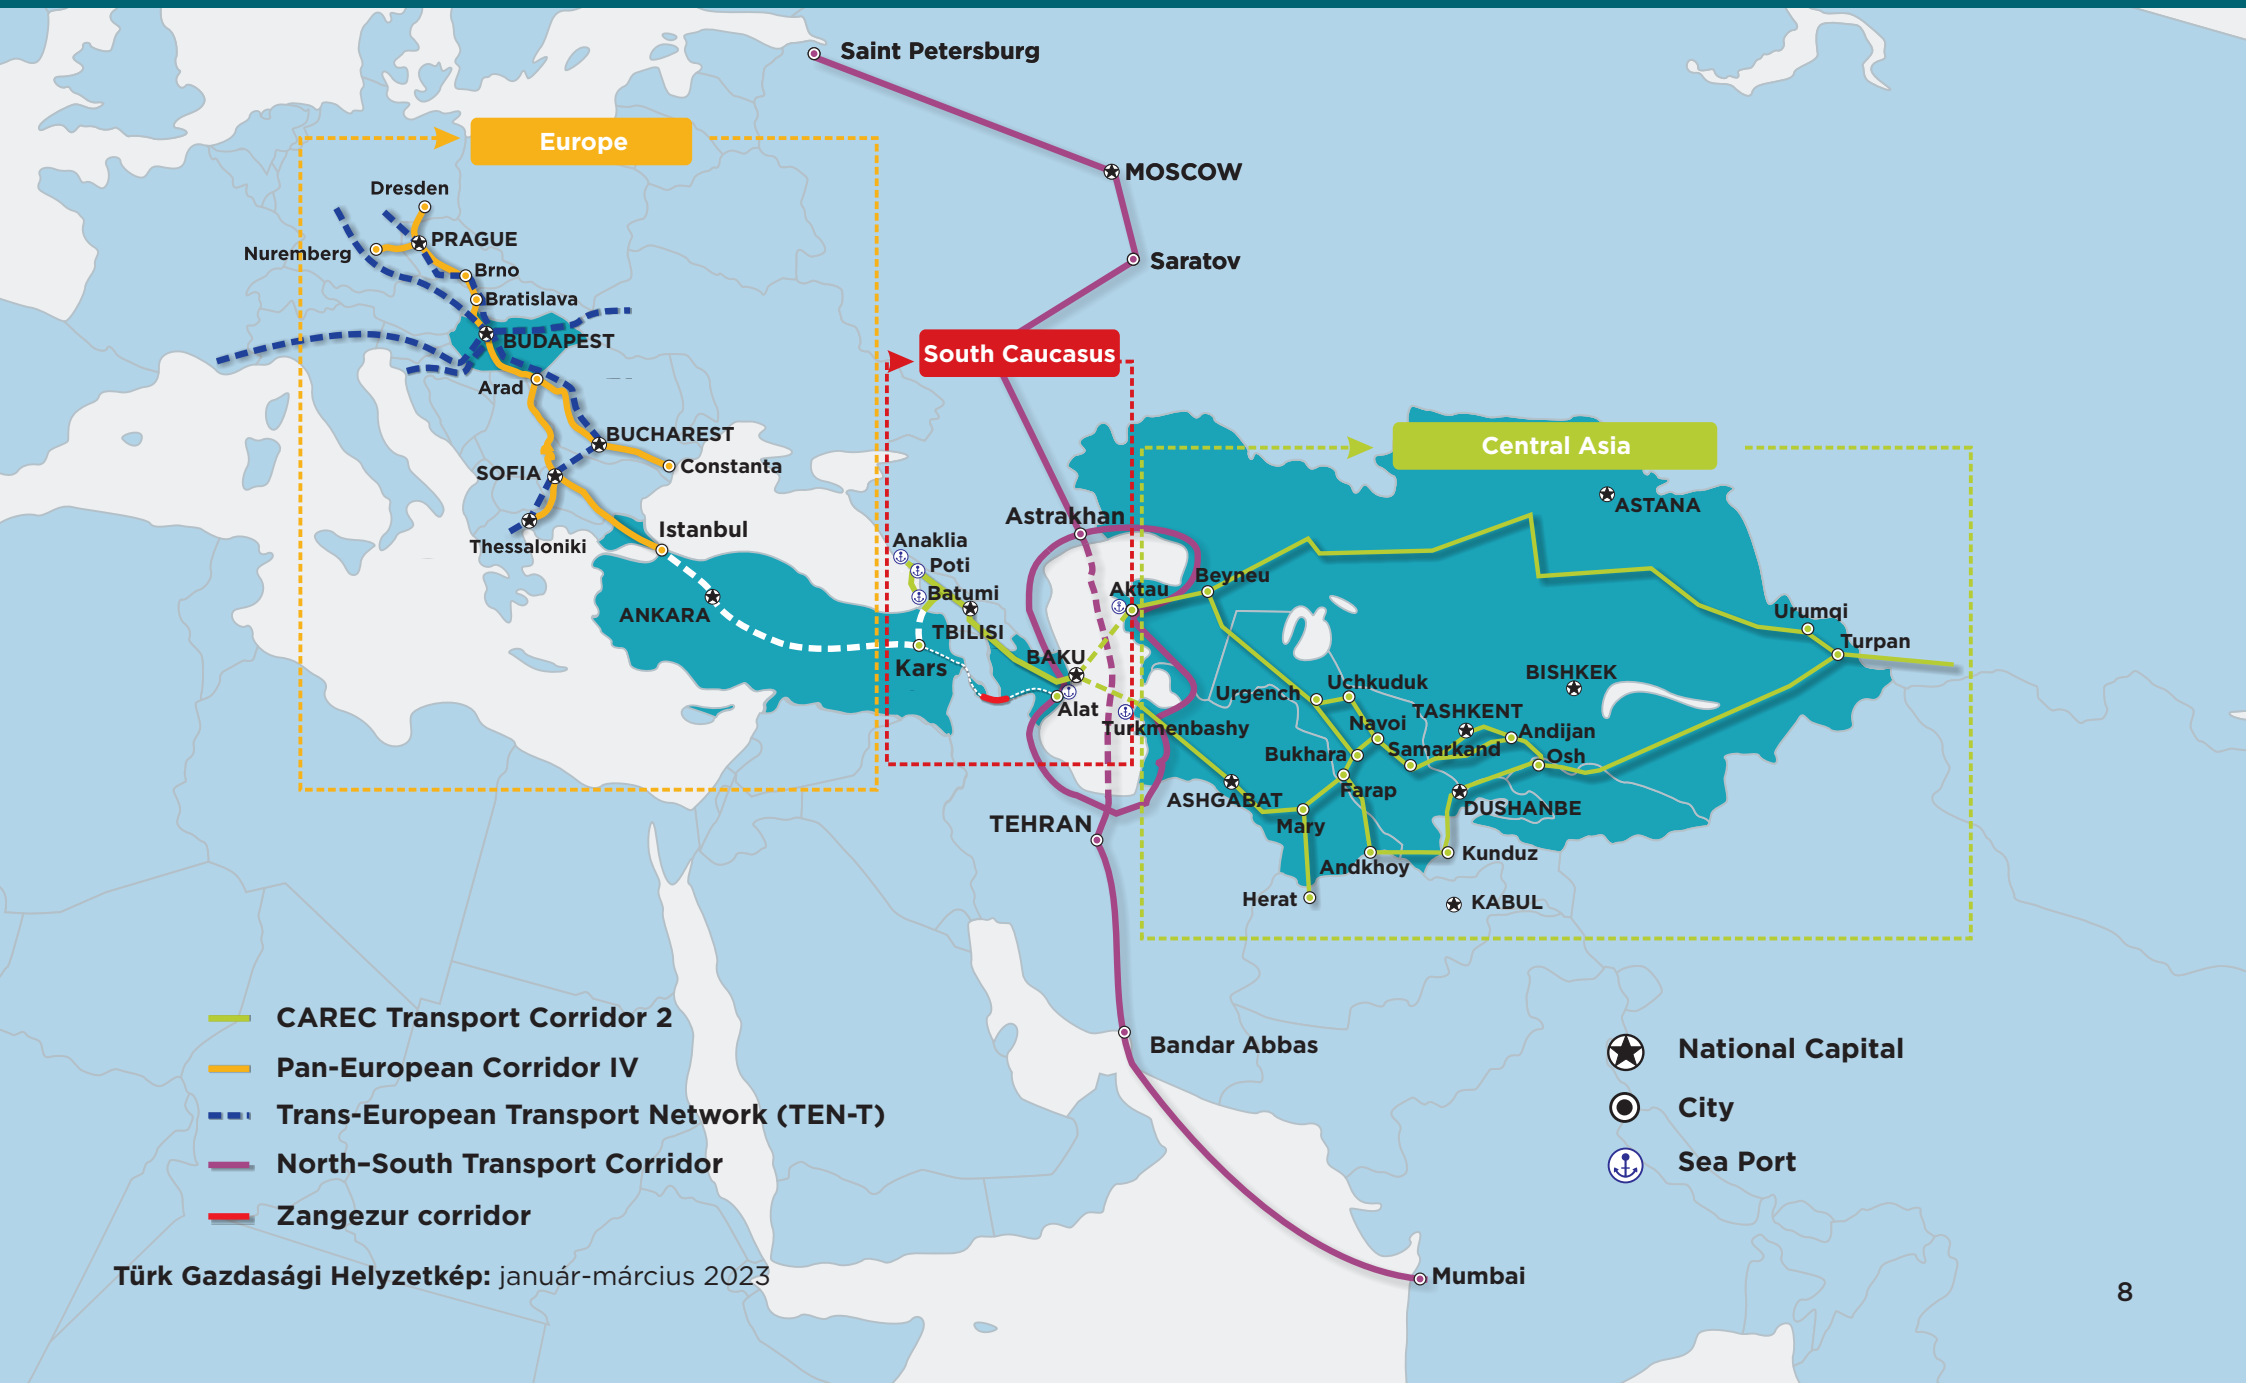 Saint Petersburg
Europe
MOSCOW
Dresden
PRAGUE
Nuremberg
Saratov
Brno
Bratislava
BUDAPEST
South Caucasus
Arad
BUCHAREST
Central Asia
Constanta
SOFIA
ASTANA
Astrakhan
Istanbul
Thessaloniki
Anaklia
Poti
Beyneu
Aktau
Batumi
ANKARA
Urumqi
TBILISI
Turpan
BAKU
Kars
BISHKEK
Uchkuduk
Urgench
Alat
TASHKENT
Navoi
Turkmenbashy
Andijan
Samarkand
Bukhara
Osh
Farap
ASHGABAT
DUSHANBE
TEHRAN
Mary
Kunduz
Andkhoy
Herat
KABUL
CAREC Transport Corridor 2
Pan-European Corridor IV
Trans-European Transport Network (TEN-T)
North–South Transport Corridor
Zangezur corridor
Bandar Abbas
National Capital
City
Sea Port
Mumbai
Türk Gazdasági Helyzetkép: január-március 2023
8